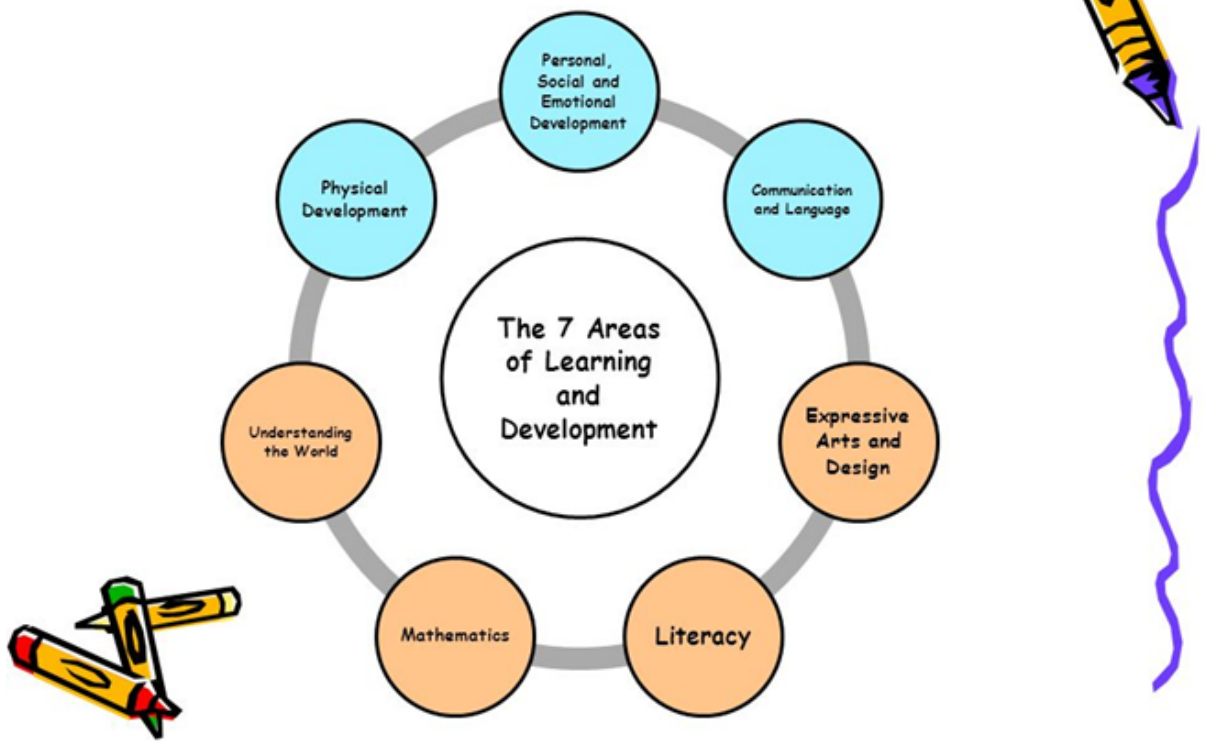 Personal,
Social and
Emotional
Development
Physical
Development
Communication
and Language
The 7 Areas
of Learning
and
Development
Understanding
the World
Expressive
Arts and
Design
Mathematics
Literacy